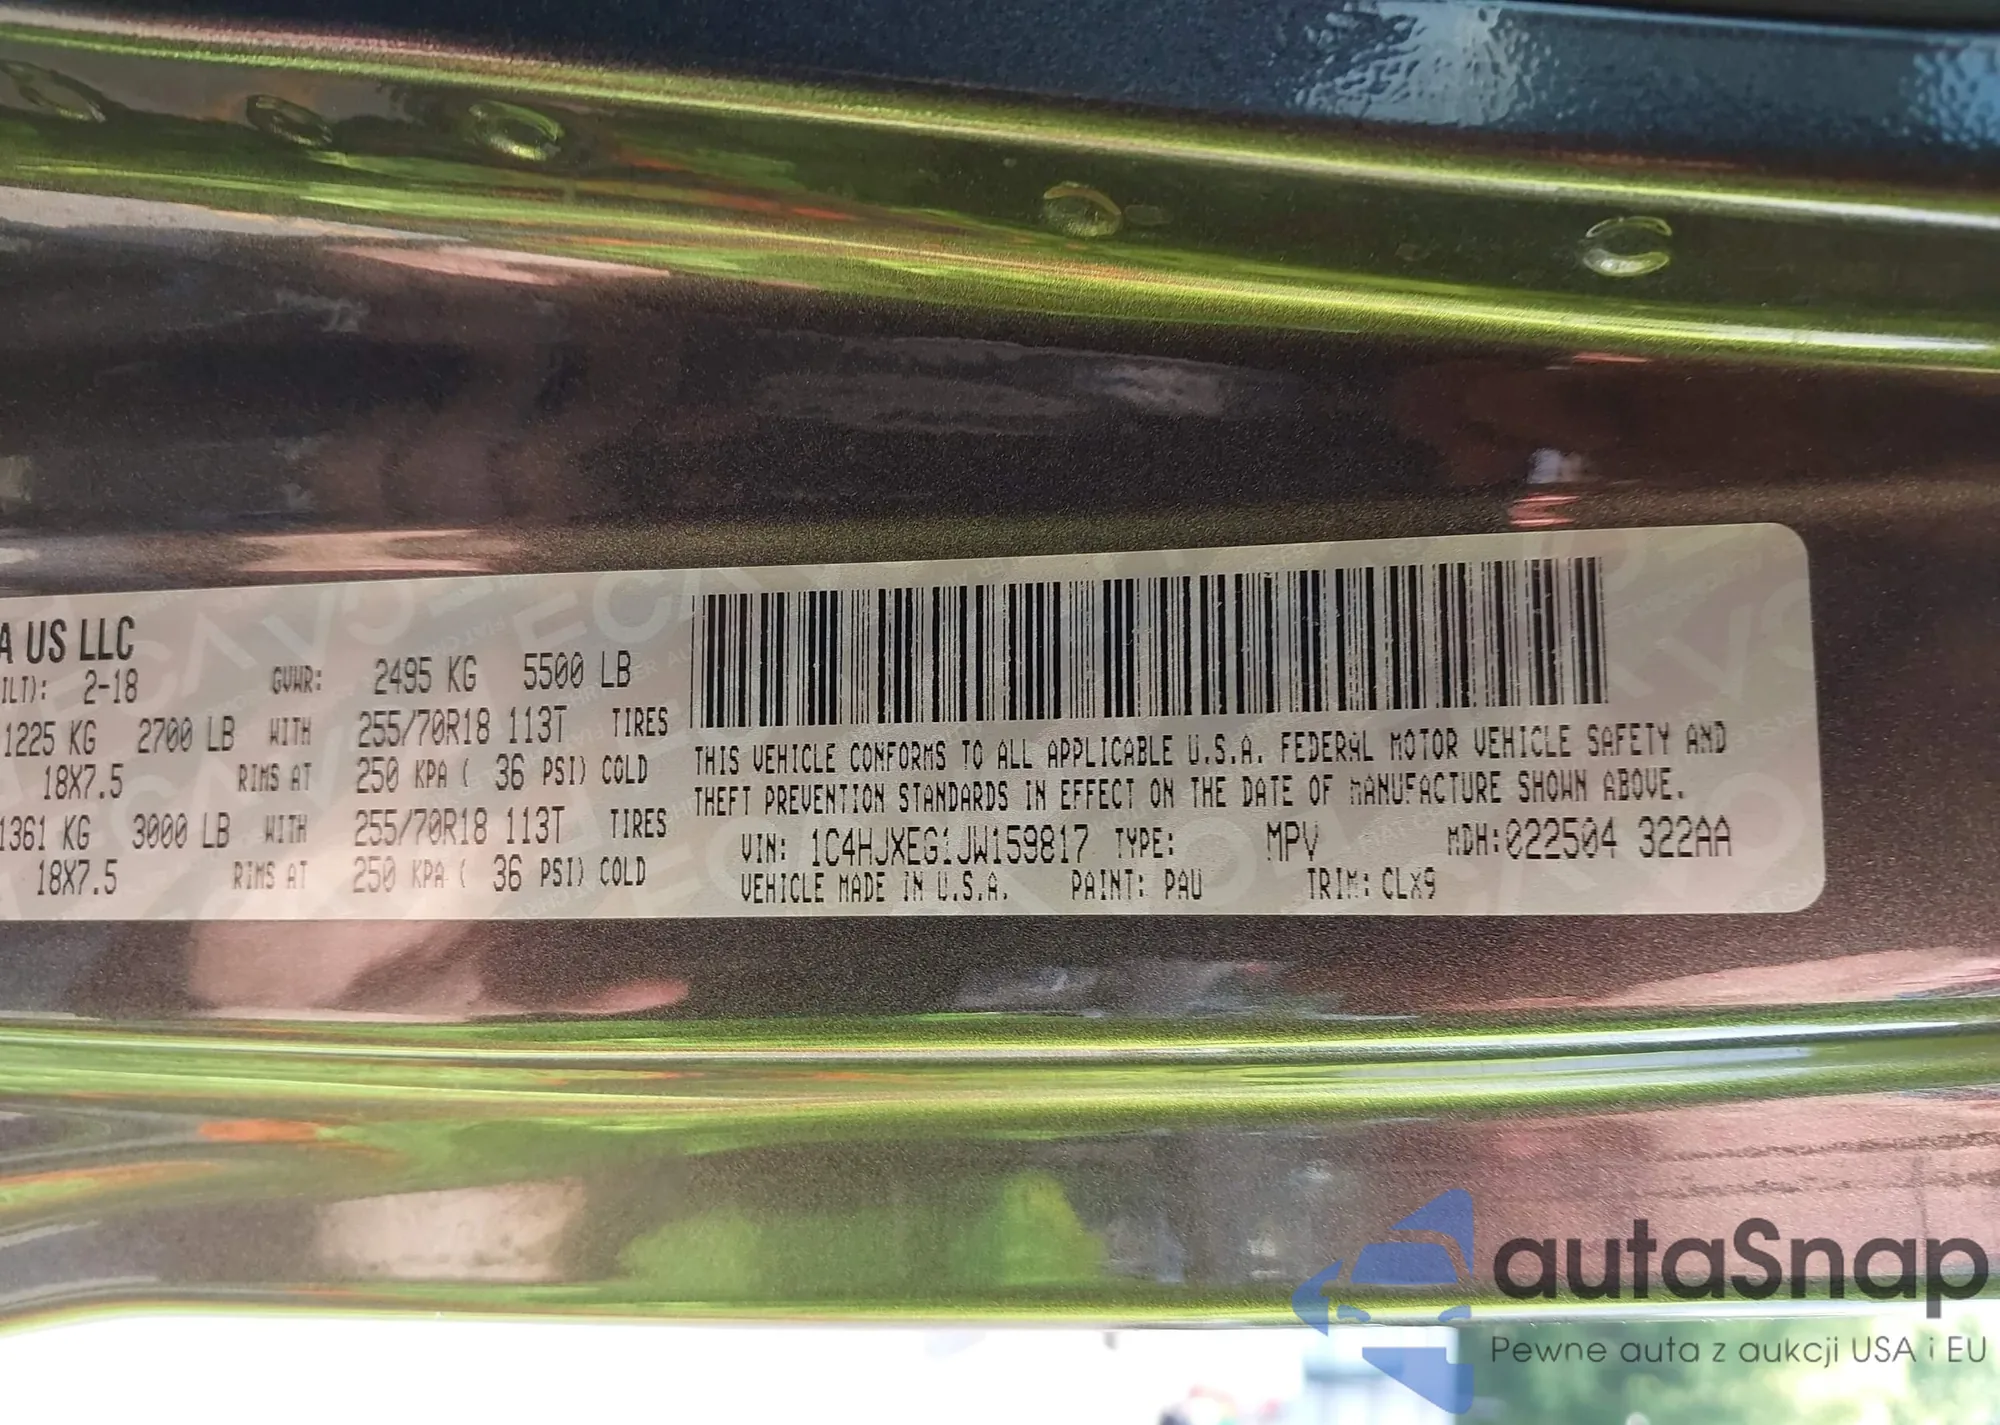 A US LLC
ILT): 2-18 GVWR: 2495 KG 5500 LB
1225 KG 2700 LB WITH 255/70R18 113T TIRES
18X7.5 RIMS AT 250 KPA ( 36 PSI) COLD
1361 KG 3000 LB WITH 255/70R18 113T TIRES
18X7.5 RIMS AT 250 KPA ( 36 PSI) COLD
THIS VEHICLE CONFORMS TO ALL APPLICABLE U.S.A. FEDERAL MOTOR VEHICLE SAFETY AND
THEFT PREVENTION STANDARDS IN EFFECT ON THE DATE OF MANUFACTURE SHOWN ABOVE.
VIN: 1C4HJXEG1JW159817 TYPE: MPV MDH:022504 322AA
VEHICLE MADE IN U.S.A. PAINT: PAU TRIM: CLX9
autaSnap
Pewne auta z aukcji USA i EU